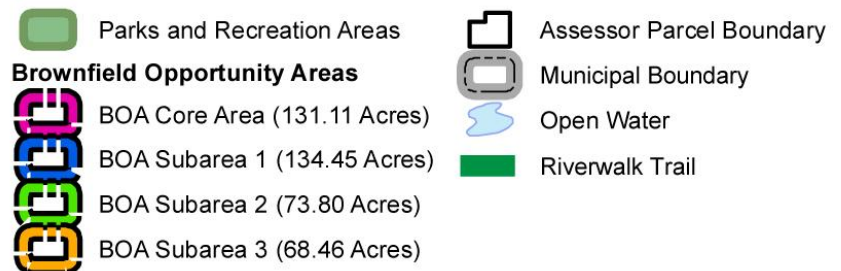 Parks and Recreation Areas
Brownfield Opportunity Areas
BOA Core Area (131.11 Acres)
BOA Subarea 1 (134.45 Acres)
BOA Subarea 2 (73.80 Acres)
BOA Subarea 3 (68.46 Acres)
Assessor Parcel Boundary
Municipal Boundary
Open Water
Riverwalk Trail